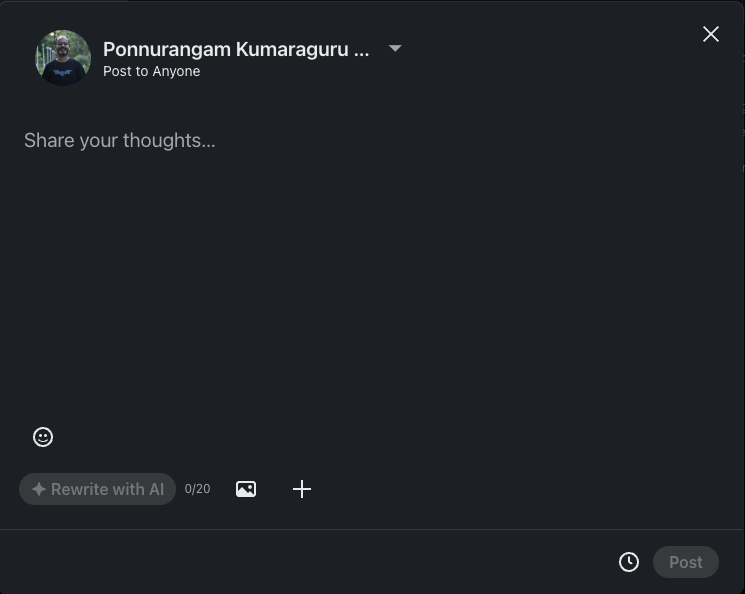 Ponnurangam Kumaraguru ...
Post to Anyone
Share your thoughts...
Rewrite with AI
0/20
Post